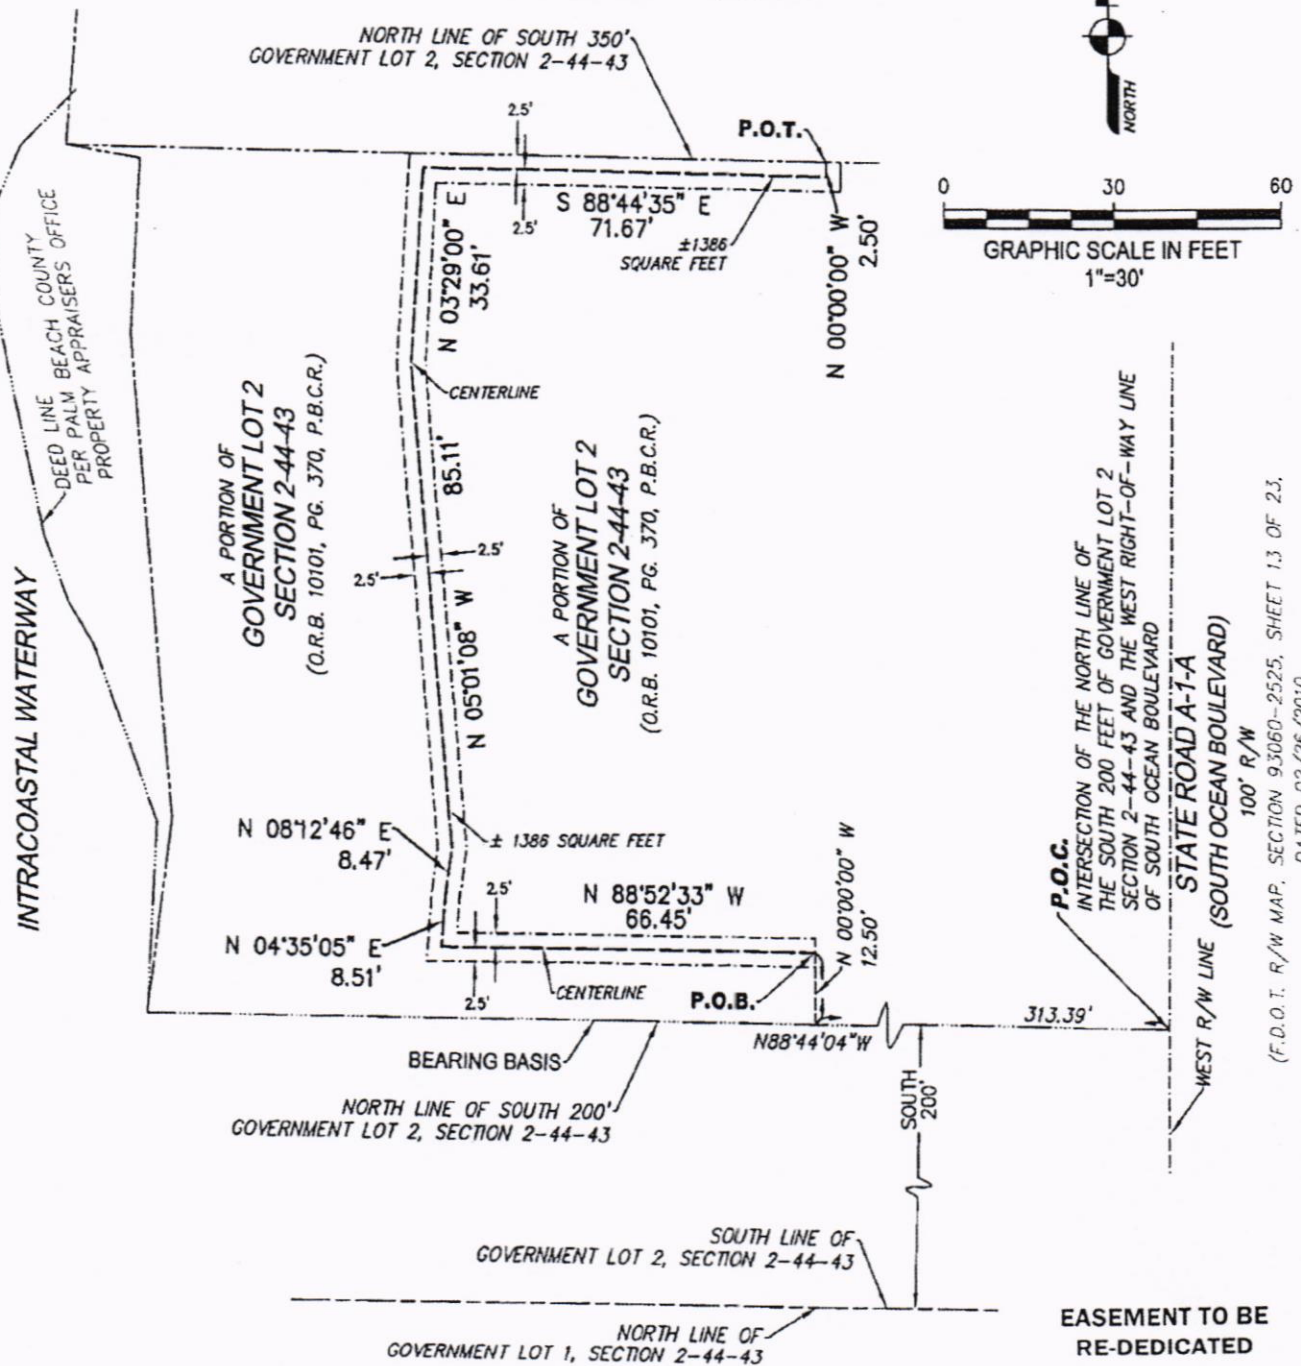 NORTH LINE OF SOUTH 350'
GOVERNMENT LOT 2, SECTION 2-44-43
NORTH
2.5'
P.O.T.
0 30 60
GRAPHIC SCALE IN FEET
1"=30'
S 88°44'35" E
71.67'
2.5'
±1386
SQUARE FEET
N 00°00'00" W
2.50'
N 03°29'00" E
33.61'
DEED LINE
PER PALM BEACH COUNTY
PROPERTY APPRAISERS OFFICE
CENTERLINE
A PORTION OF
GOVERNMENT LOT 2
SECTION 2-44-43
(O.R.B. 10101, PG. 370, P.B.C.R.)
85.11'
N 05°01'08" W
2.5'
2.5'
A PORTION OF
GOVERNMENT LOT 2
SECTION 2-44-43
(O.R.B. 10101, PG. 370, P.B.C.R.)
INTRACOASTAL WATERWAY
N 08°12'46" E
8.47'
± 1386 SQUARE FEET
N 88°52'33" W
66.45'
2.5'
N 00°00'00" W
12.50'
N 04°35'05" E
8.51'
2.5'
CENTERLINE
P.O.B.
P.O.C.
INTERSECTION OF THE NORTH LINE OF
THE SOUTH 200 FEET OF GOVERNMENT LOT 2
SECTION 2-44-43 AND THE WEST RIGHT-OF-WAY LINE
OF SOUTH OCEAN BOULEVARD
STATE ROAD A-1-A
(SOUTH OCEAN BOULEVARD)
100' R/W
(F.D.O.T. R/W MAP, SECTION 93060-2525, SHEET 13 OF 23,
WEST R/W LINE
313.39'
N88°44'04"W
BEARING BASIS
NORTH LINE OF SOUTH 200'
GOVERNMENT LOT 2, SECTION 2-44-43
SOUTH
200'
SOUTH LINE OF
GOVERNMENT LOT 2, SECTION 2-44-43
NORTH LINE OF
GOVERNMENT LOT 1, SECTION 2-44-43
EASEMENT TO BE
RE-DEDICATED